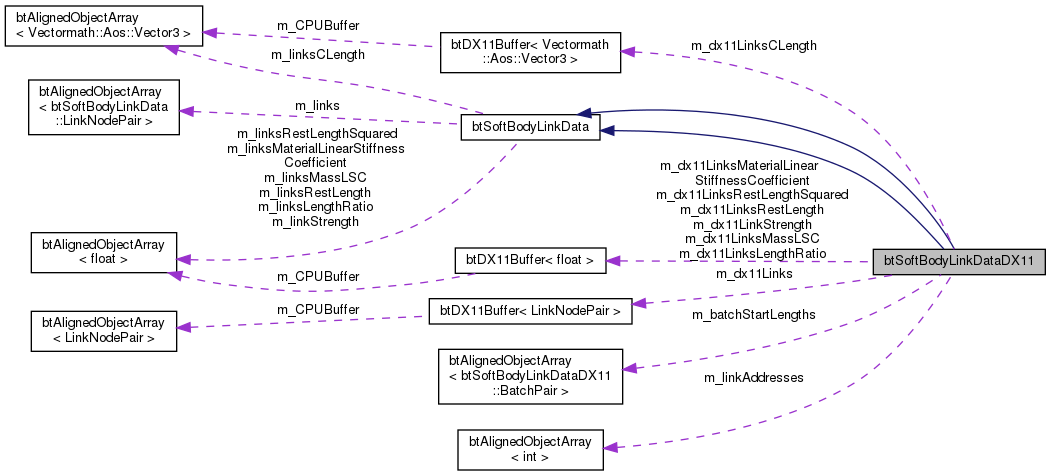 btAlignedObjectArray
< Vectormath::Aos::Vector3 >
m_CPUBuffer
m_linksCLength
btDX11Buffer< Vectormath
::Aos::Vector3 >
m_dx11LinksCLength
btAlignedObjectArray
< btSoftBodyLinkData
::LinkNodePair >
m_links
btSoftBodyLinkData
m_linksRestLengthSquared
m_linksMaterialLinearStiffness
Coefficient
m_linksMassLSC
m_linksRestLength
m_linksLengthRatio
m_linkStrength
m_dx11LinksMaterialLinear
StiffnessCoefficient
m_dx11LinksRestLengthSquared
m_dx11LinksRestLength
m_dx11LinkStrength
m_dx11LinksMassLSC
m_dx11LinksLengthRatio
btAlignedObjectArray
< float >
m_CPUBuffer
btDX11Buffer< float >
m_dx11Links
btSoftBodyLinkDataDX11
btAlignedObjectArray
< LinkNodePair >
m_CPUBuffer
btDX11Buffer< LinkNodePair >
m_batchStartLengths
btAlignedObjectArray
< btSoftBodyLinkDataDX11
::BatchPair >
m_linkAddresses
btAlignedObjectArray
< int >